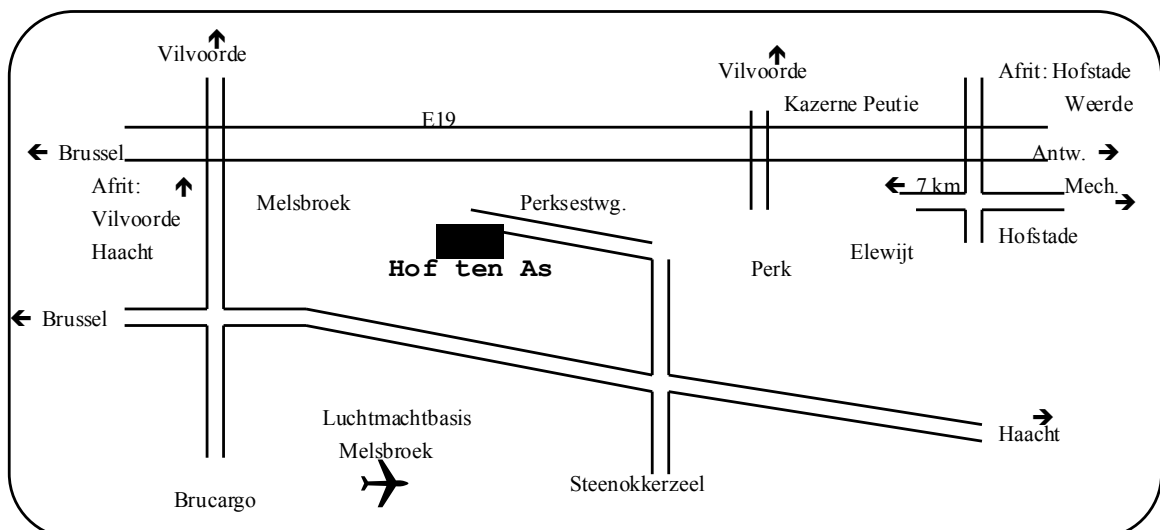 Vilvoorde
Vilvoorde
Afrit: Hofstade
Weerde
Kazerne Peutie
E19
Brussel
Antw.
Afrit:
Vilvoorde
Haacht
7 km
Mech.
Melsbroek
Perksestwg.
Hofstade
Elewijt
Perk
Hof ten As
Brussel
Luchtmachtbasis
Melsbroek
Haacht
Brucargo
Steenokkerzeel